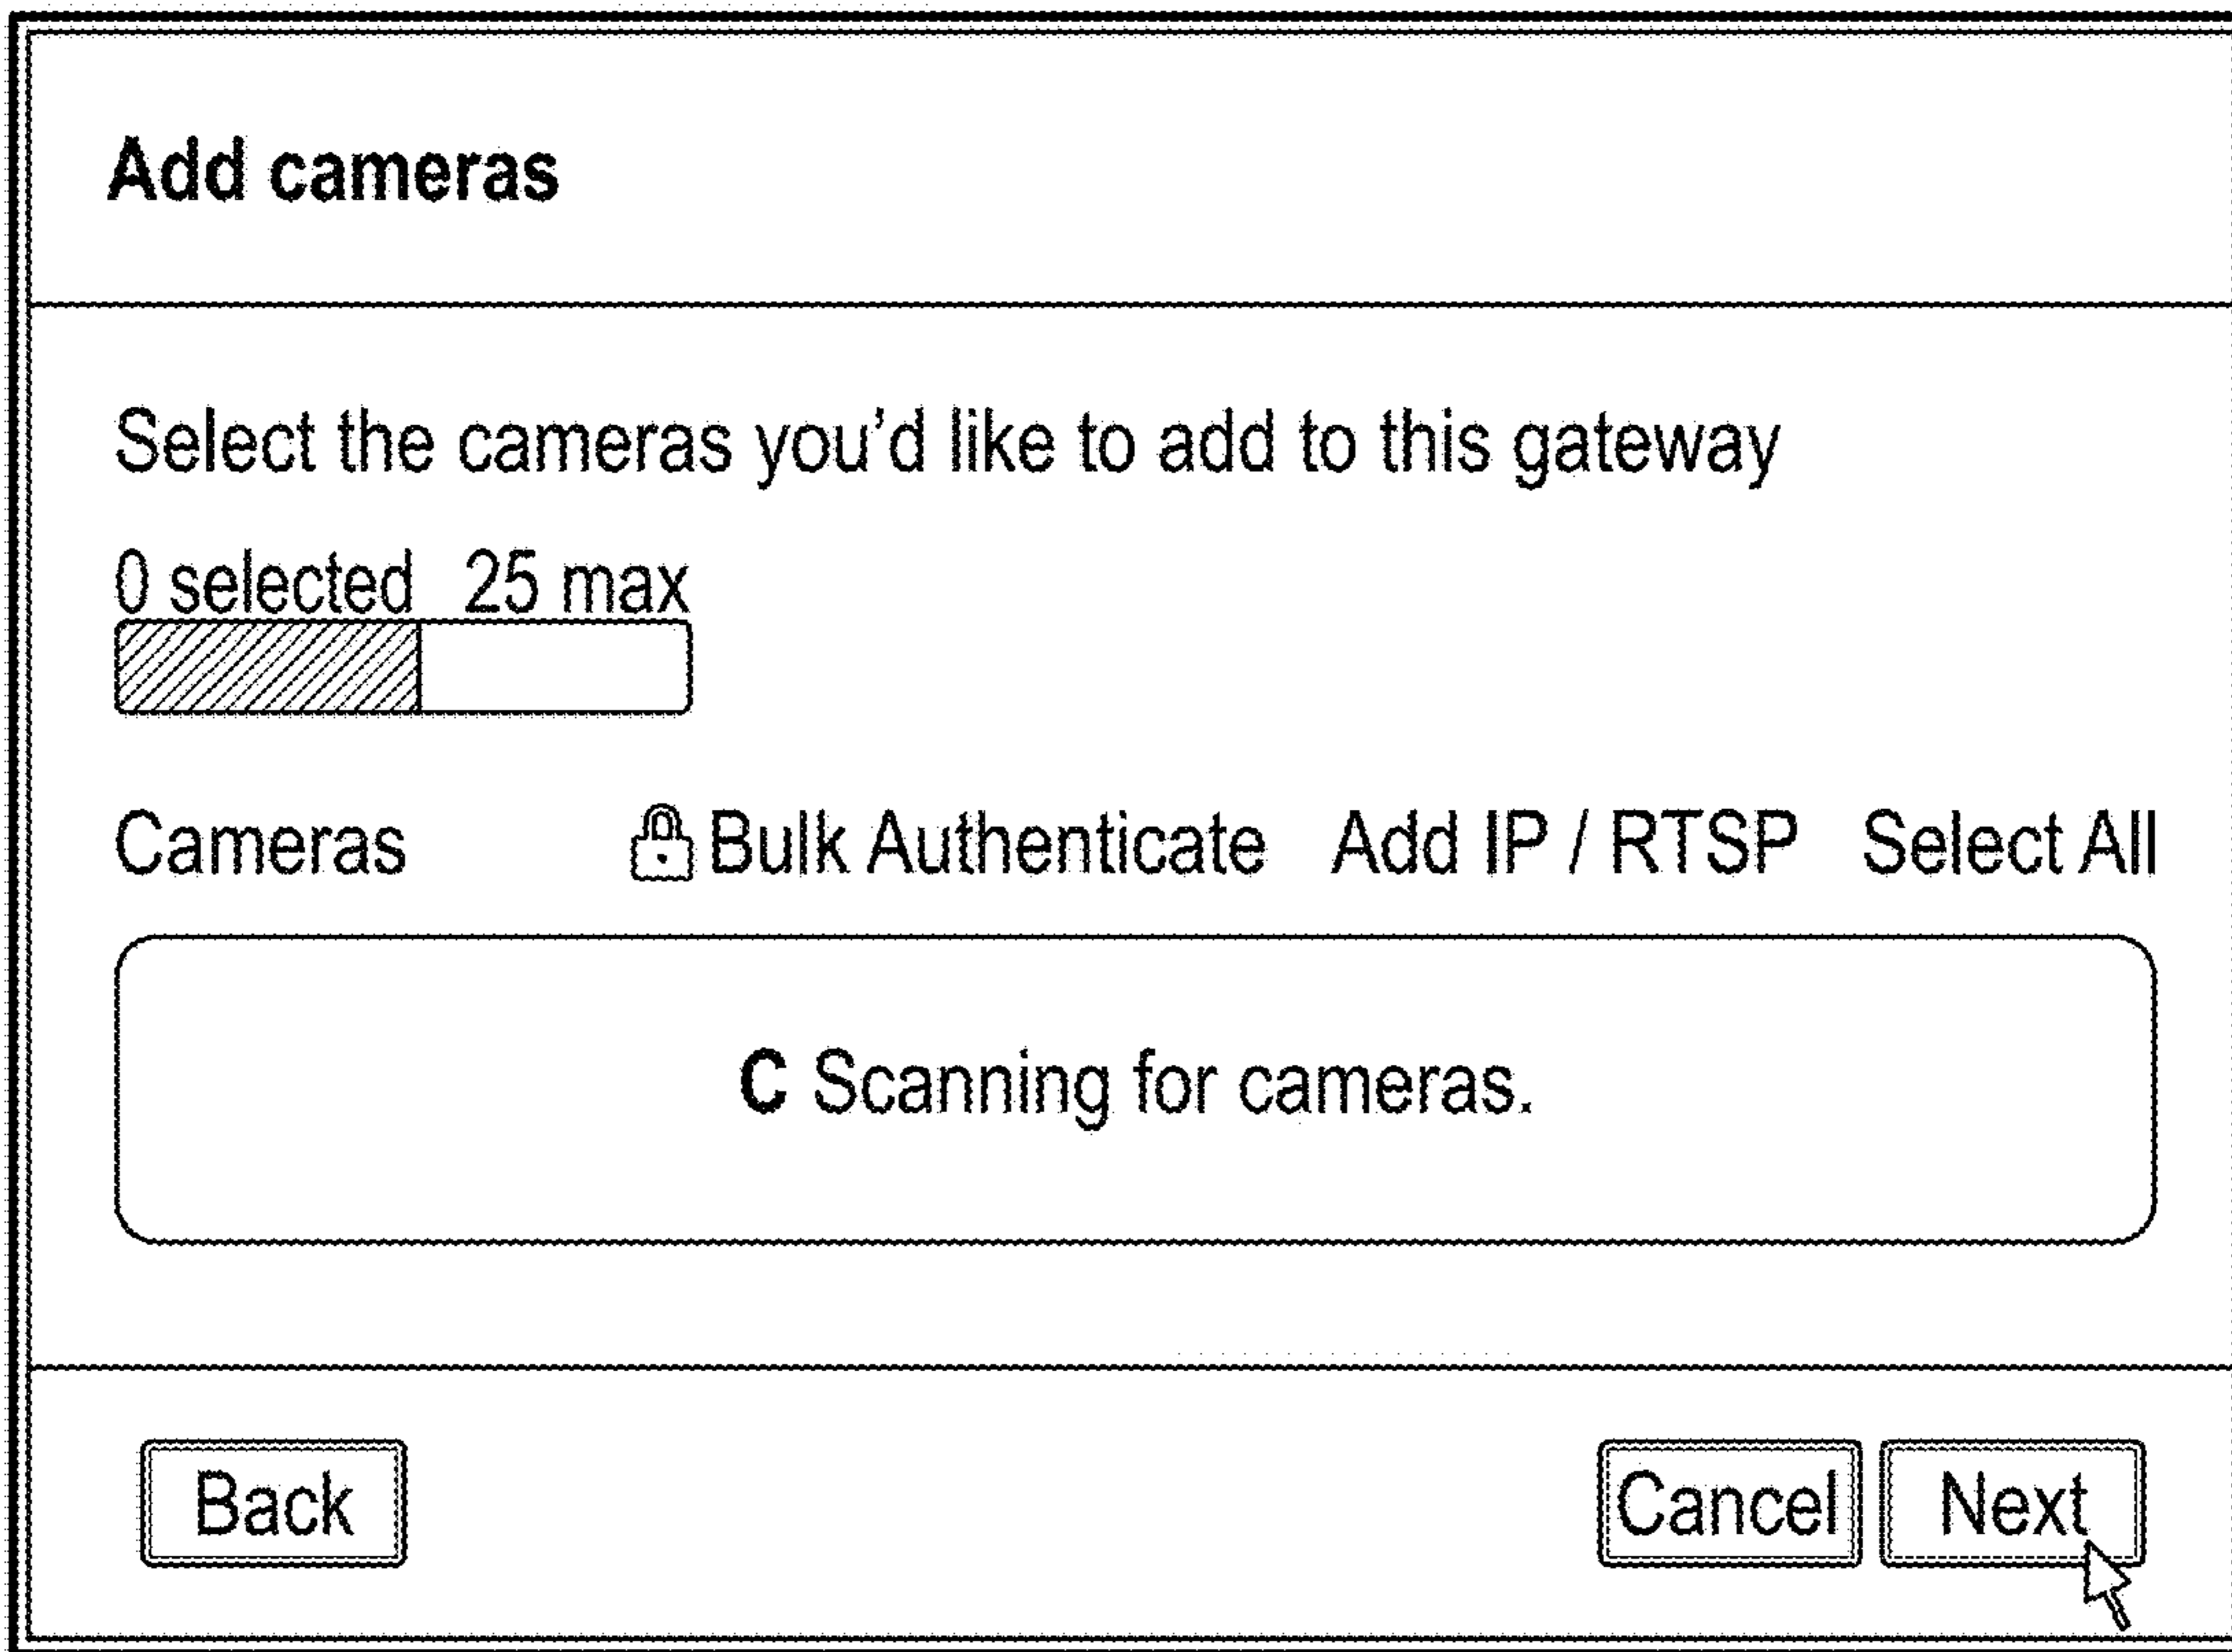 Add cameras
Select the cameras you’d like to add to this gateway
0 selected 25 max
Cameras Bulk Authenticate Add IP / RTSP Select All
C Scanning for cameras.
Back Cancel Next